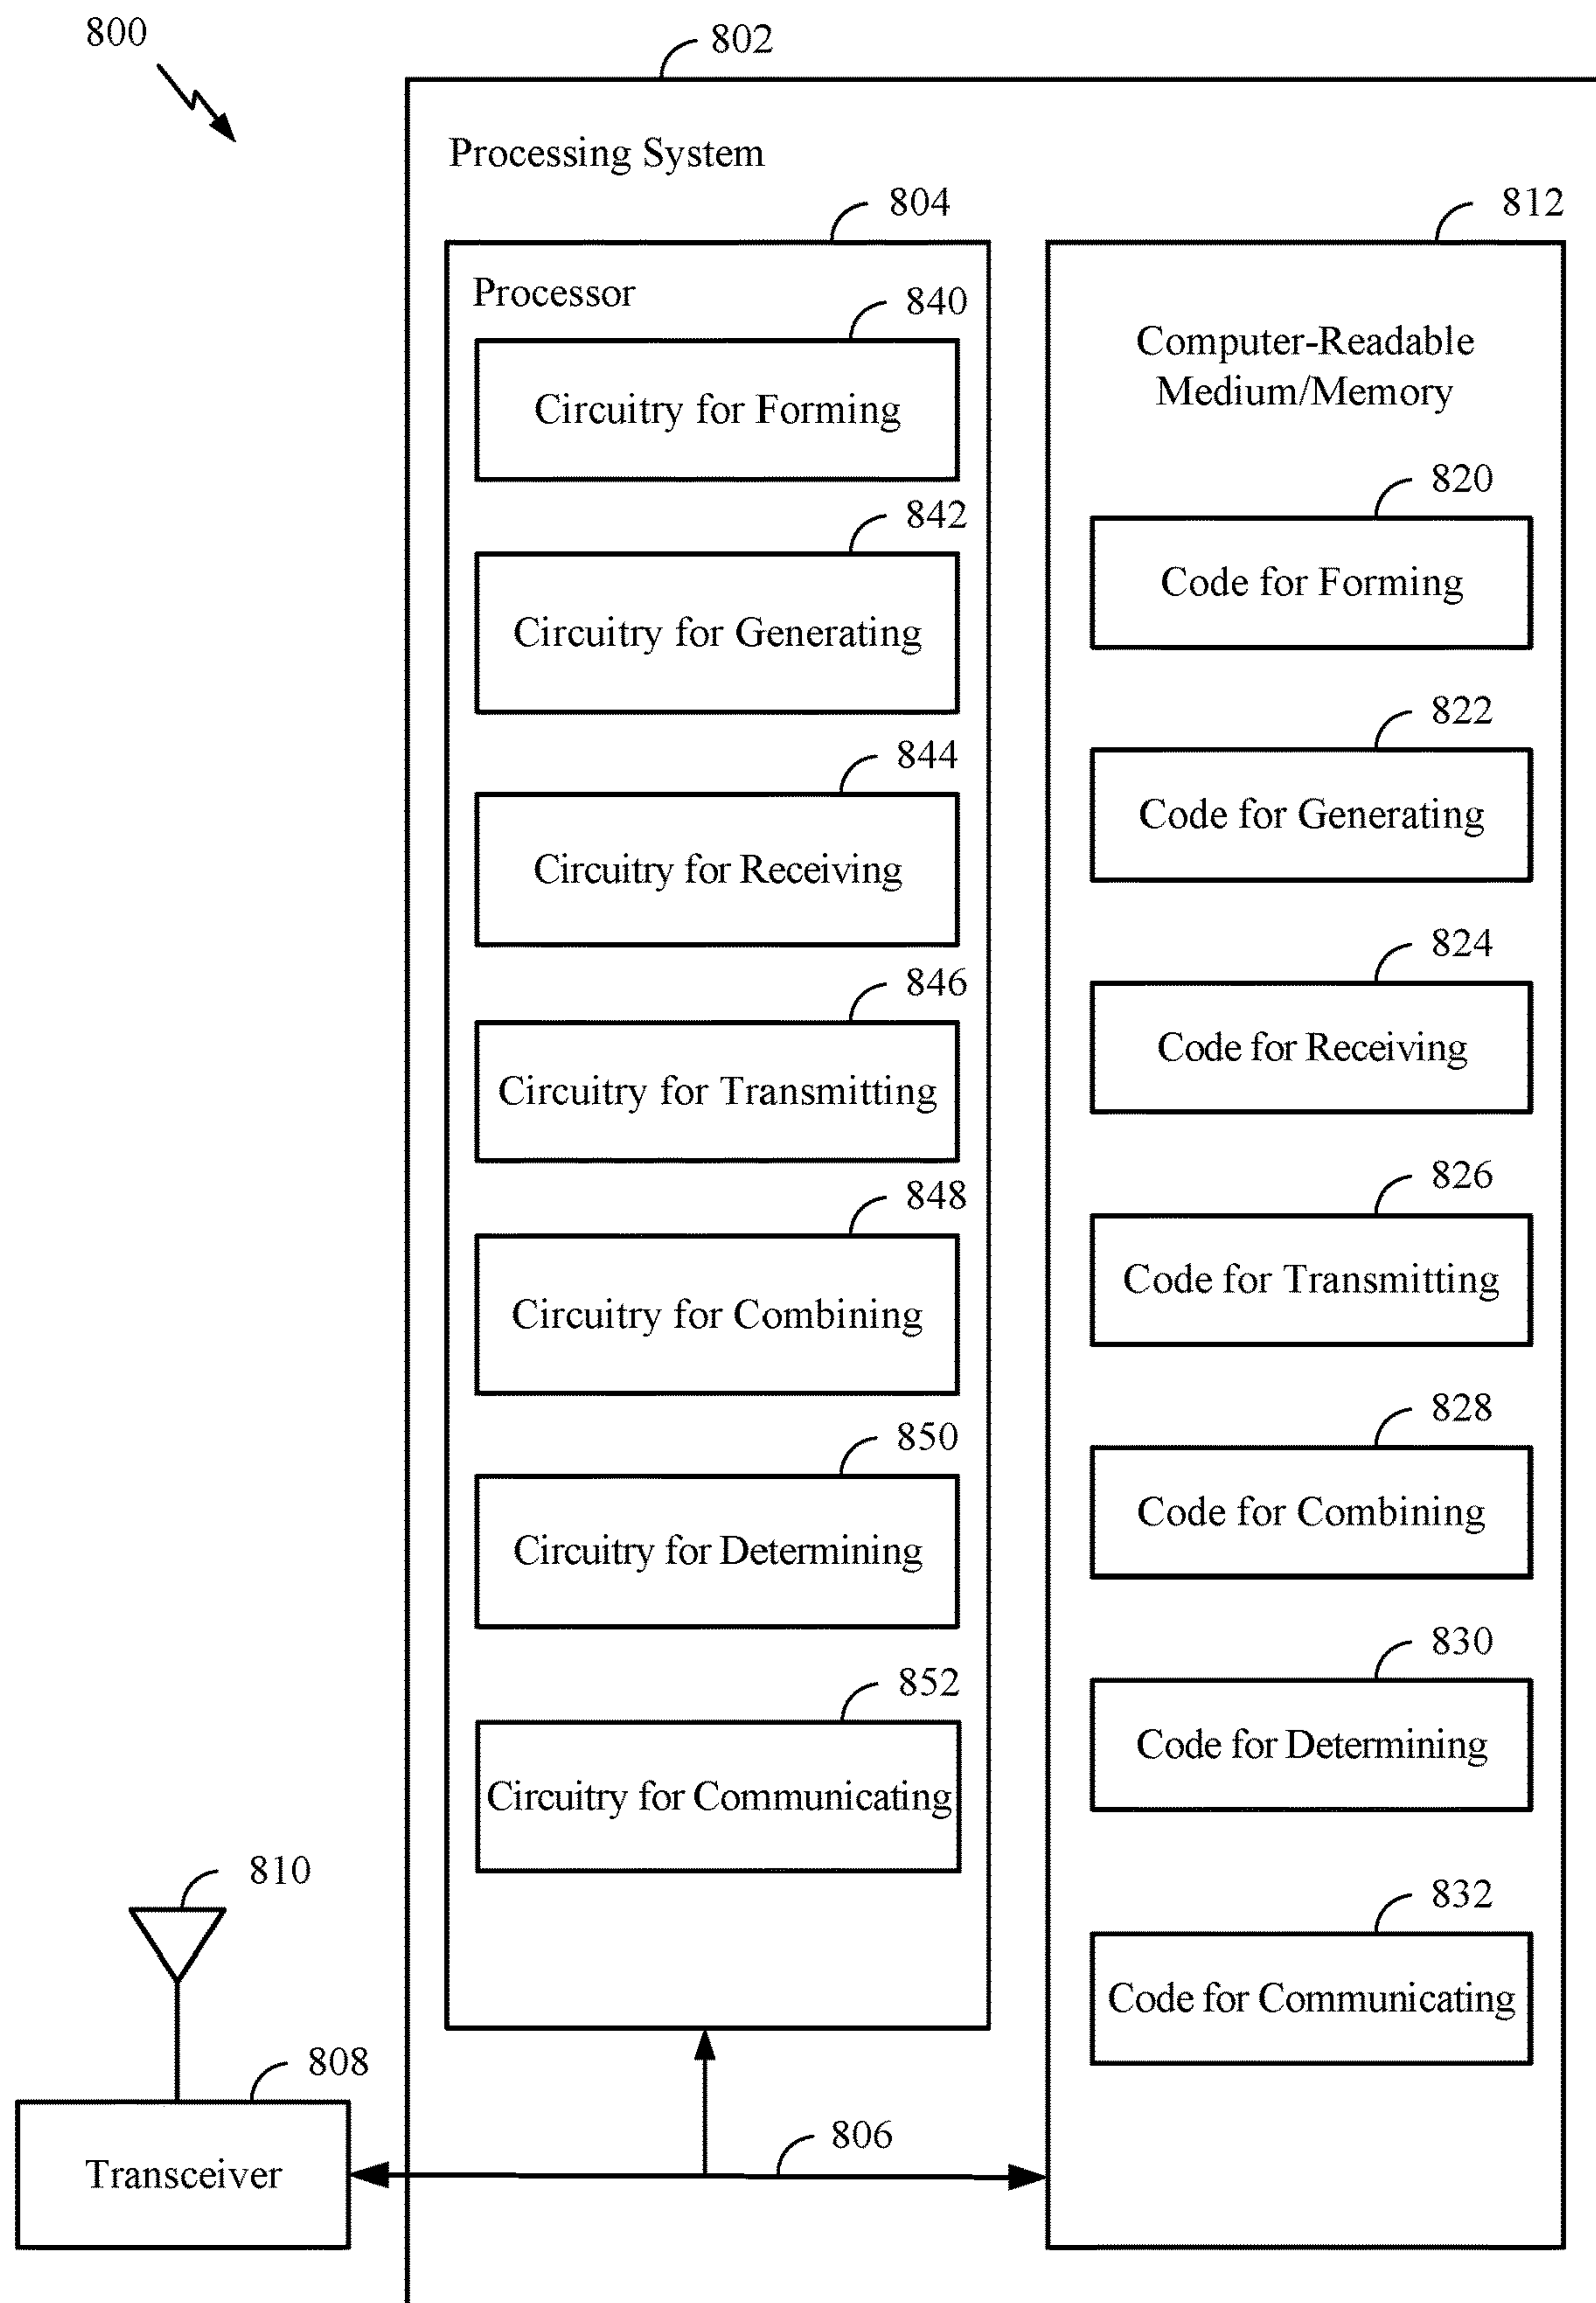 800
802
Processing System
804
Processor
840
Circuitry for Forming
842
Circuitry for Generating
844
Circuitry for Receiving
846
Circuitry for Transmitting
848
Circuitry for Combining
850
Circuitry for Determining
852
Circuitry for Communicating
812
Computer-Readable
Medium/Memory
820
Code for Forming
822
Code for Generating
824
Code for Receiving
826
Code for Transmitting
828
Code for Combining
830
Code for Determining
832
Code for Communicating
810
808
Transceiver
806